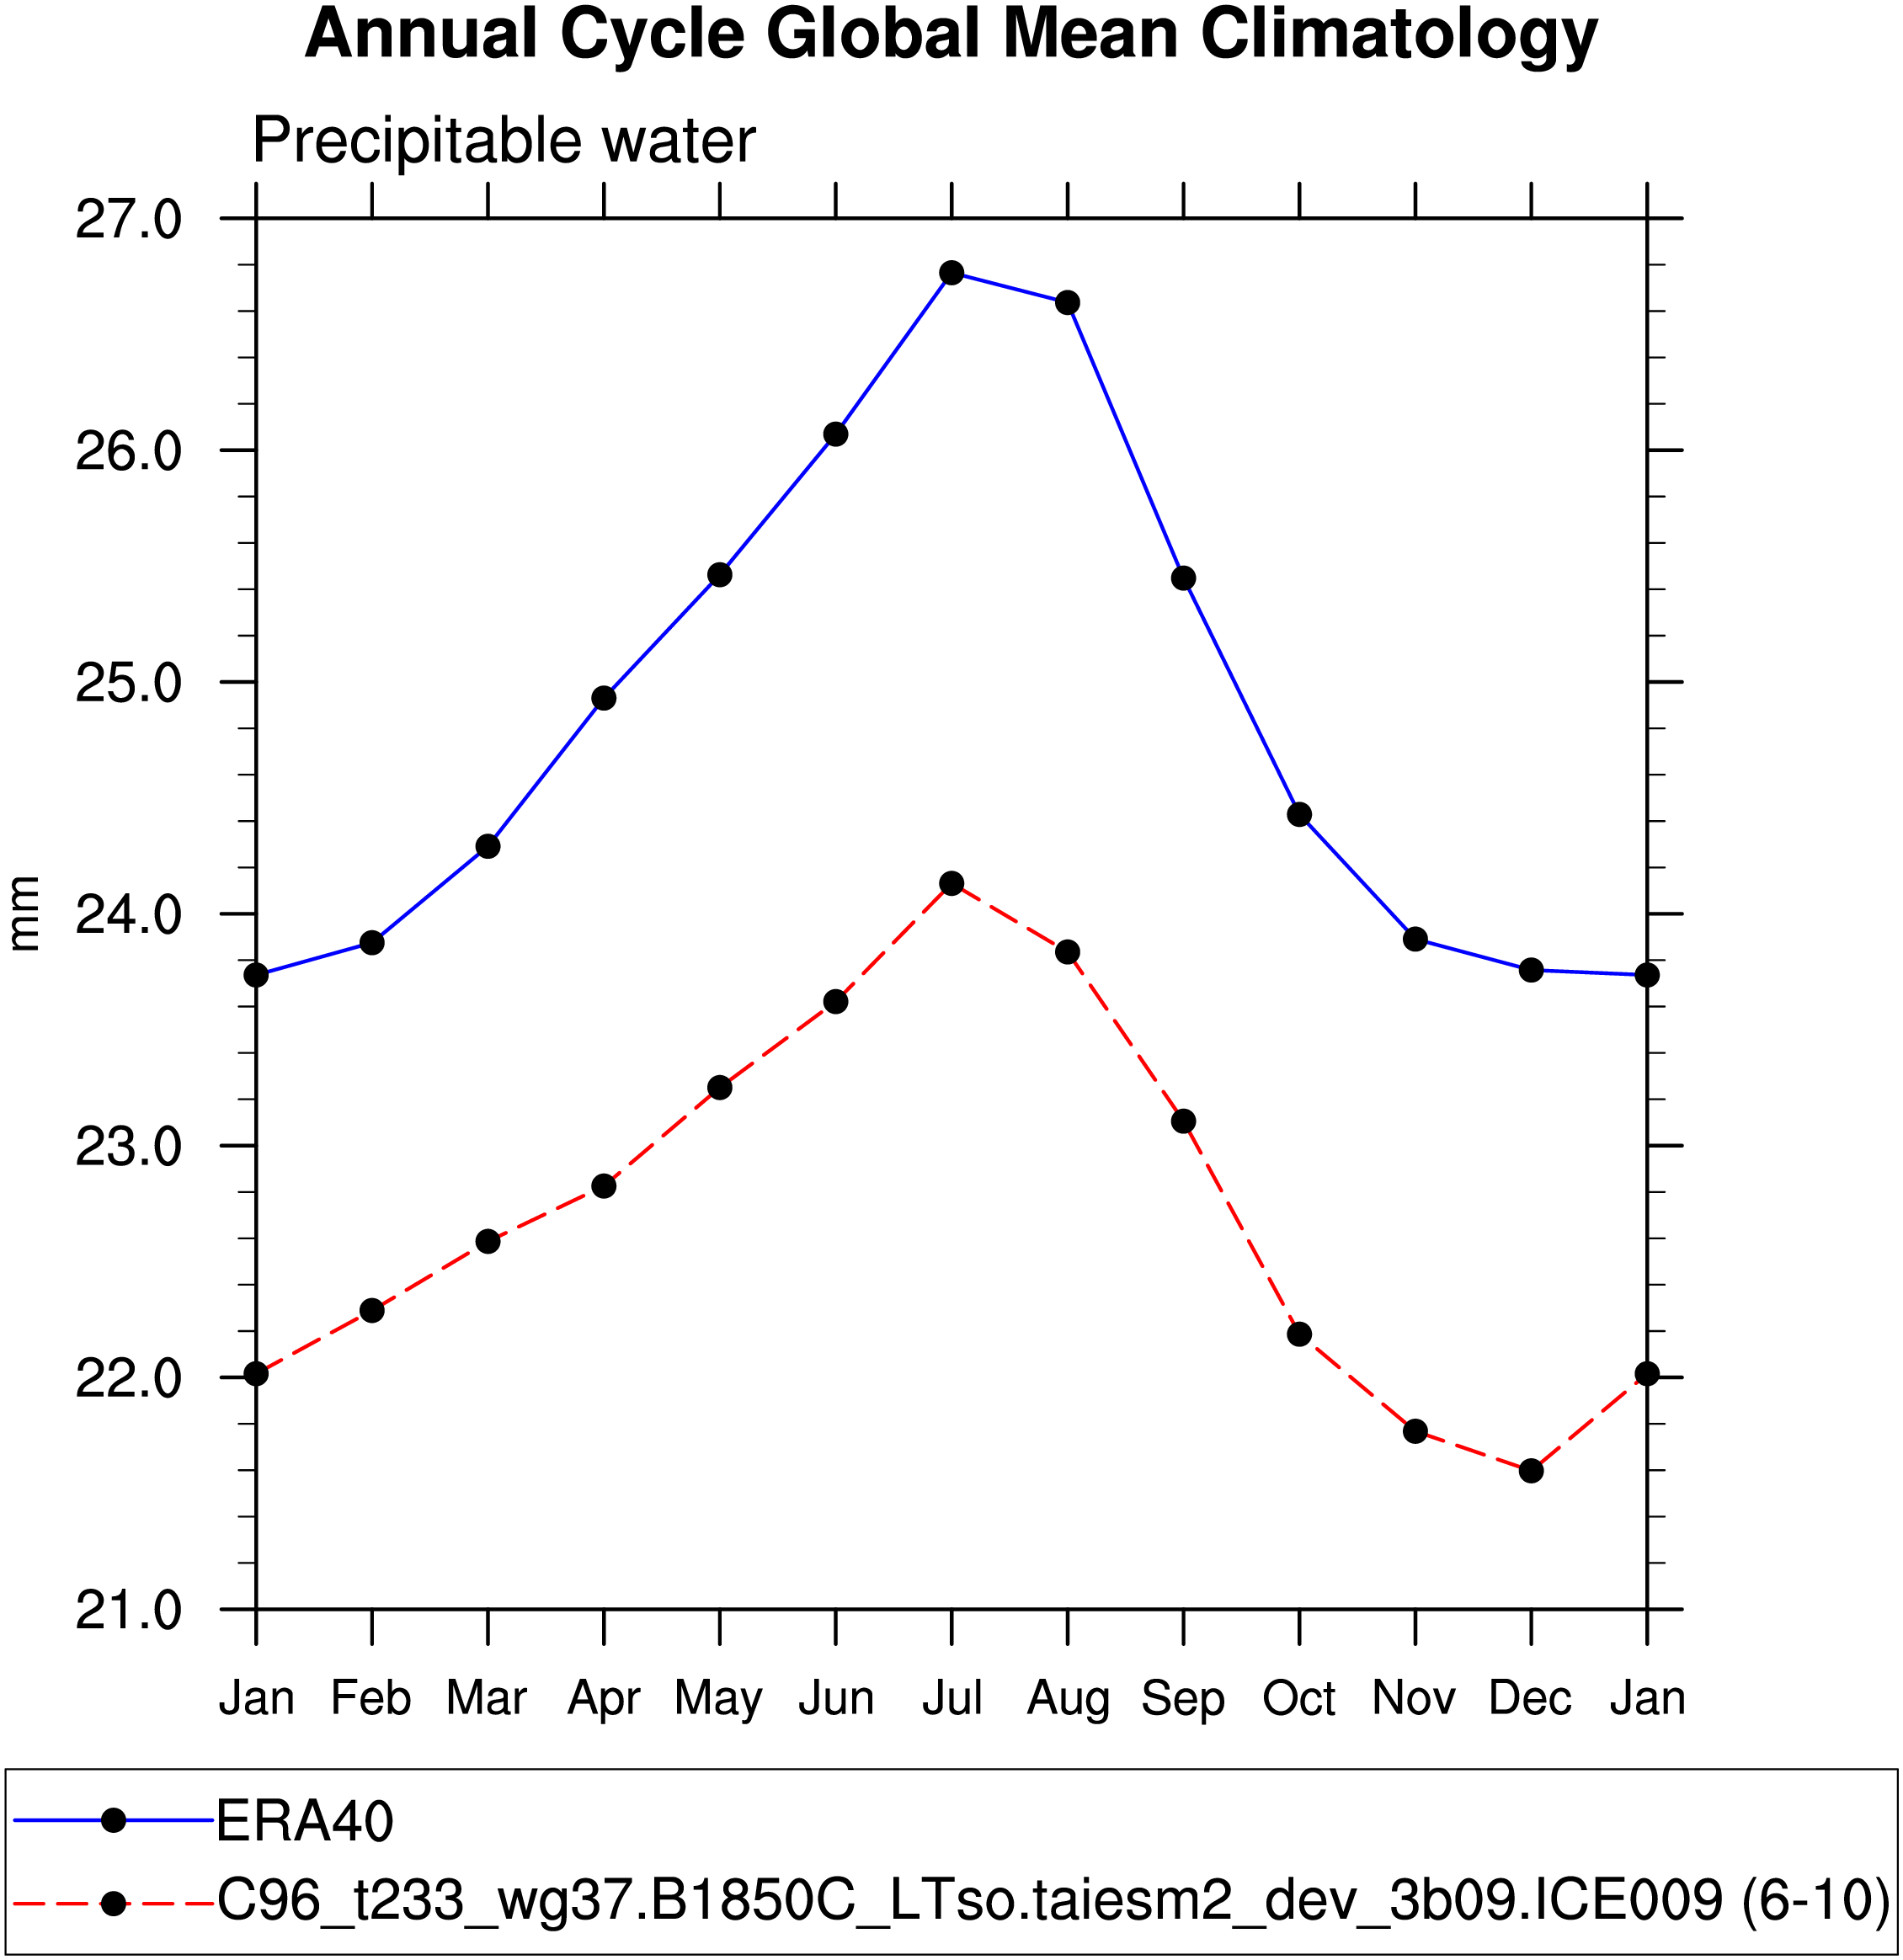 Annual Cycle Global Mean Climatology
Precipitable water
27.0
26.0
25.0
24.0
23.0
22.0
21.0
mm
Jan Feb Mar Apr May Jun Jul Aug Sep Oct Nov Dec Jan
ERA40
C96_t233_wg37.B1850C_LTso.taiesm2_dev_3b09.ICE009 (6-10)